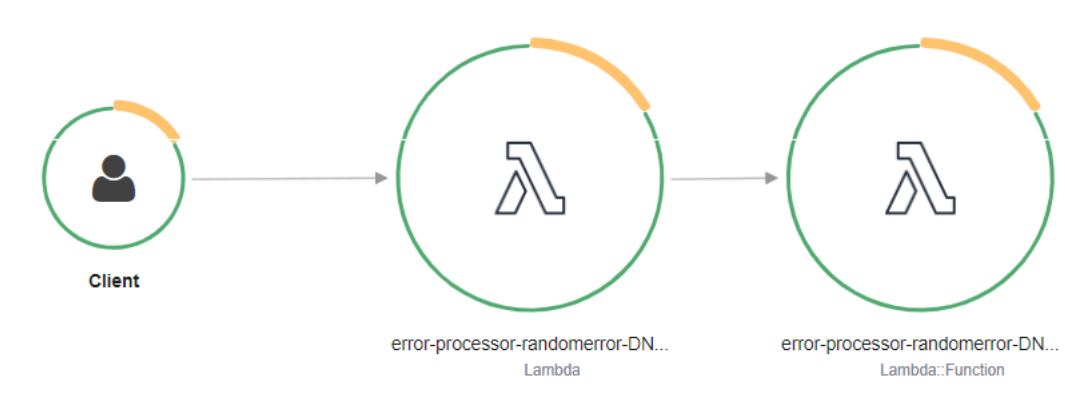 Client
error-processor-randomerror-DN...
Lambda
error-processor-randomerror-DN...
Lambda::Function